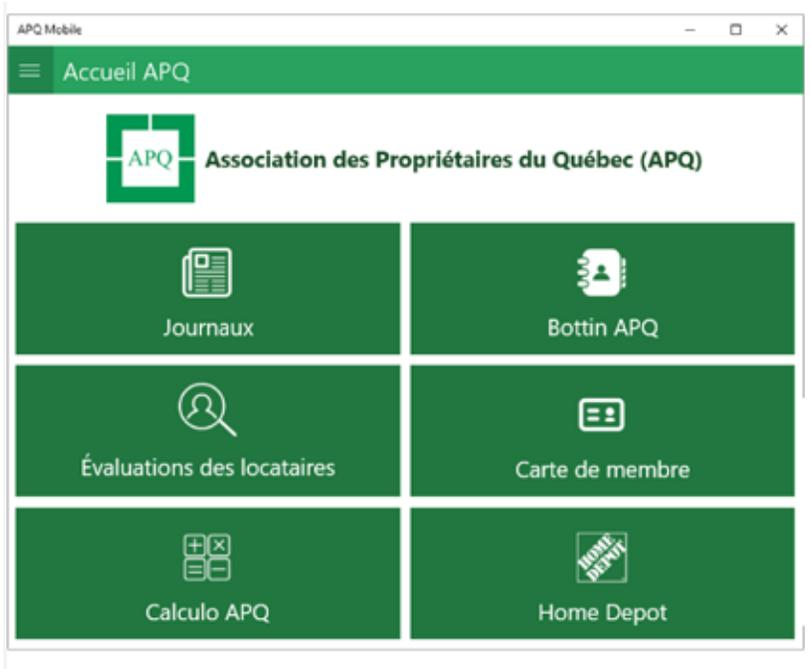 APQ Mobile
Accueil APQ
APQ
Association des Propriétaires du Québec (APQ)
Journaux
Bottin APQ
Évaluations des locataires
Carte de membre
Calculo APQ
HOME
DEPOT
Home Depot